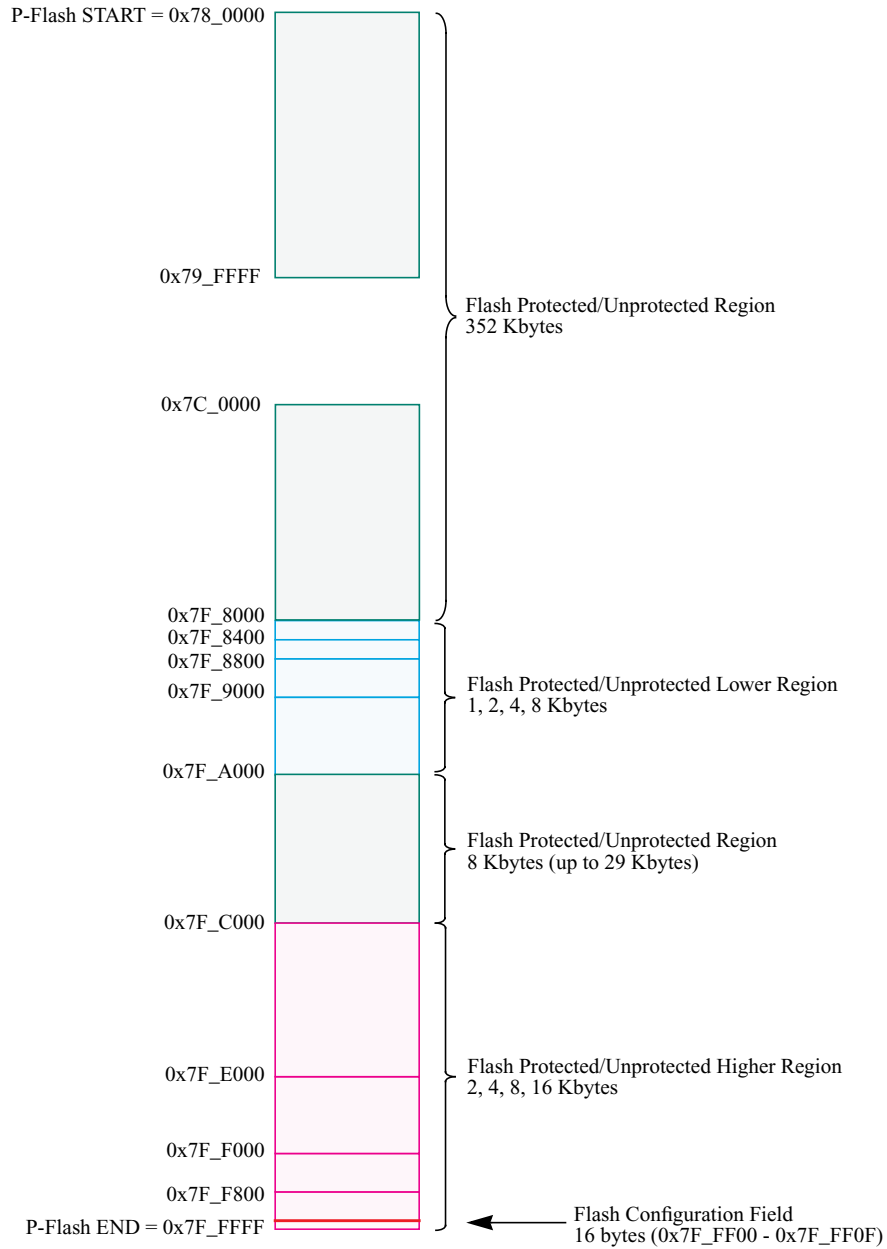 P-Flash START = 0x78_0000
0x79_FFFF
Flash Protected/Unprotected Region
352 Kbytes
0x7C_0000
0x7F_8000
0x7F_8400
0x7F_8800
0x7F_9000
Flash Protected/Unprotected Lower Region
1, 2, 4, 8 Kbytes
0x7F_A000
Flash Protected/Unprotected Region
8 Kbytes (up to 29 Kbytes)
0x7F_C000
0x7F_E000
Flash Protected/Unprotected Higher Region
2, 4, 8, 16 Kbytes
0x7F_F000
0x7F_F800
P-Flash END = 0x7F_FFFF
Flash Configuration Field
16 bytes (0x7F_FF00 - 0x7F_FF0F)